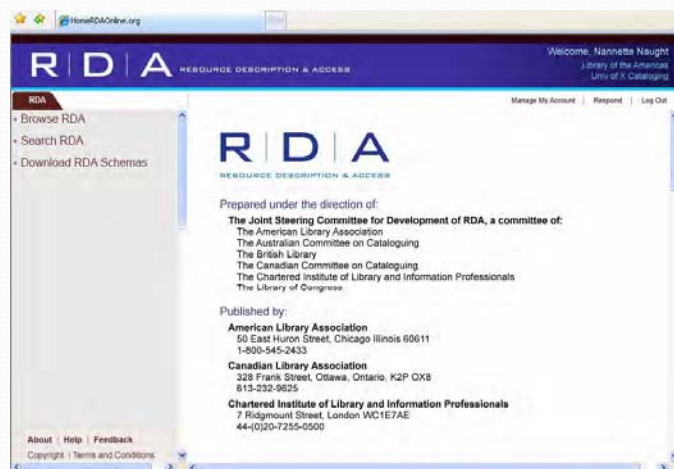 HomeRDAOnline.org
R D A RESOURCE DESCRIPTION & ACCESS
Welcome, Nannette Naught
Library of the Americas
Univ of X Cataloging
RDA
Manage My Account | Respond | Log Out
Browse RDA
Search RDA
Download RDA Schemas
R D A
RESOURCE DESCRIPTION & ACCESS
Prepared under the direction of:
The Joint Steering Committee for Development of RDA, a committee of:
The American Library Association
The Australian Committee on Cataloguing
The British Library
The Canadian Committee on Cataloguing
The Chartered Institute of Library and Information Professionals
The Library of Congress
Published by:
American Library Association
50 East Huron Street, Chicago Illinois 60611
1-800-545-2433
Canadian Library Association
328 Frank Street, Ottawa, Ontario, K2P OX8
613-232-9625
Chartered Institute of Library and Information Professionals
7 Ridgmount Street, London WC1E7AE
44-(0)20-7255-0500
About | Help | Feedback
Copyright | Terms and Conditions